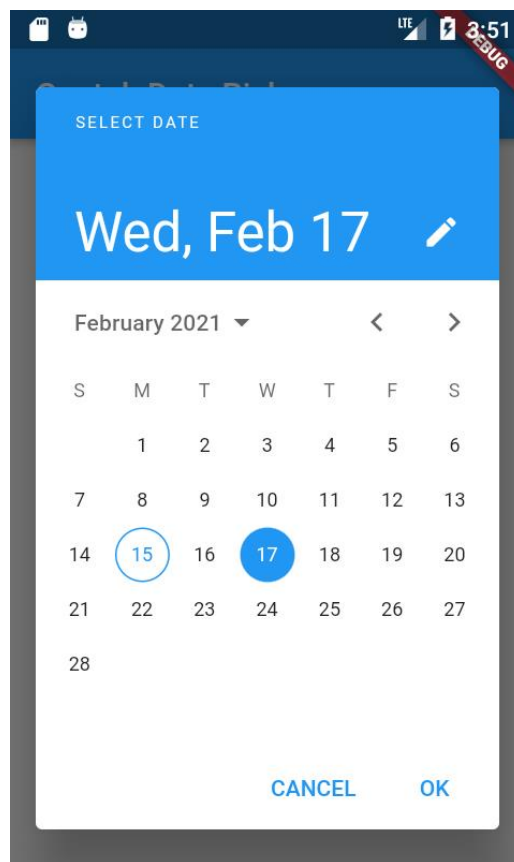 LTE 3:51
DEBUG
SELECT DATE
Wed, Feb 17
February 2021
S M T W T F S
1 2 3 4 5 6
7 8 9 10 11 12 13
14 15 16 17 18 19 20
21 22 23 24 25 26 27
28
CANCEL OK